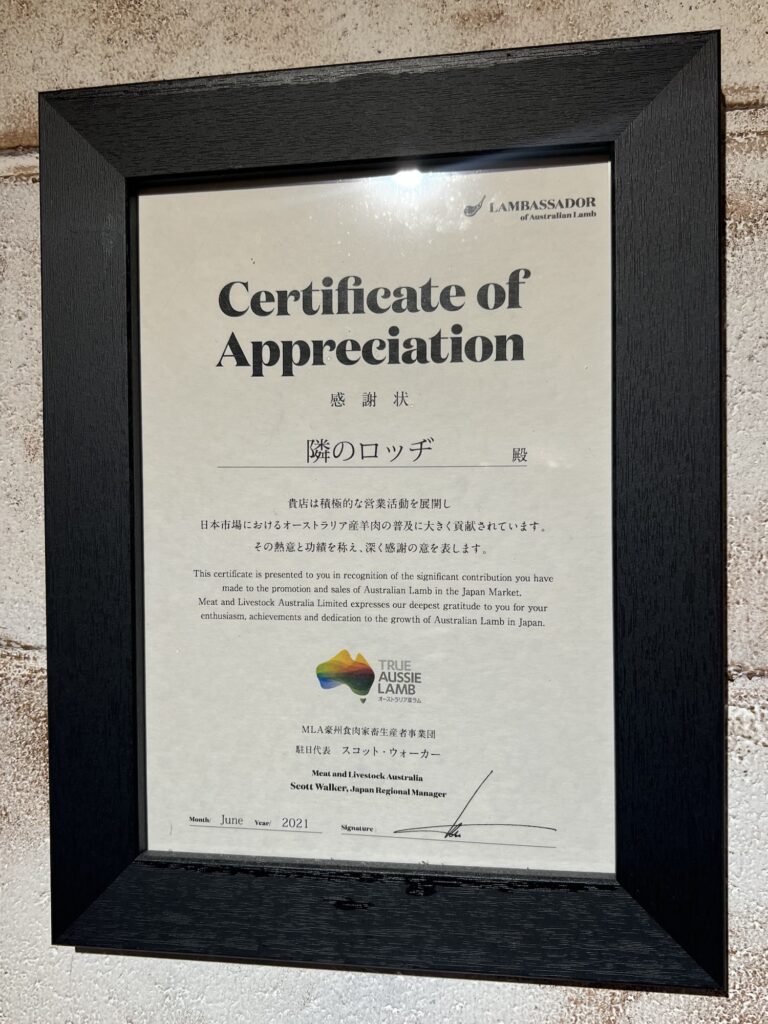 LAMBASSADOR
of Australian Lamb
Certificate of
Appreciation
感謝状
隣のロッヂ 殿
貴店は積極的な営業活動を展開し
日本市場におけるオーストラリア産羊肉の普及に大きく貢献されています。
その熱意と功績を称え、深く感謝の意を表します。
This certificate is presented to you in recognition of the significant contribution you have
made to the promotion and sales of Australian Lamb in the Japan Market.
Meat and Livestock Australia Limited expresses our deepest gratitude to you for your
enthusiasm, achievements and dedication to the growth of Australian Lamb in Japan.
TRUE
AUSSIE
LAMB
オーストラリア産ラム
MLA豪州食肉家畜生産者事業団
駐日代表 スコット・ウォーカー
Meat and Livestock Australia
Scott Walker, Japan Regional Manager
Month/ June Year/ 2021 Signature